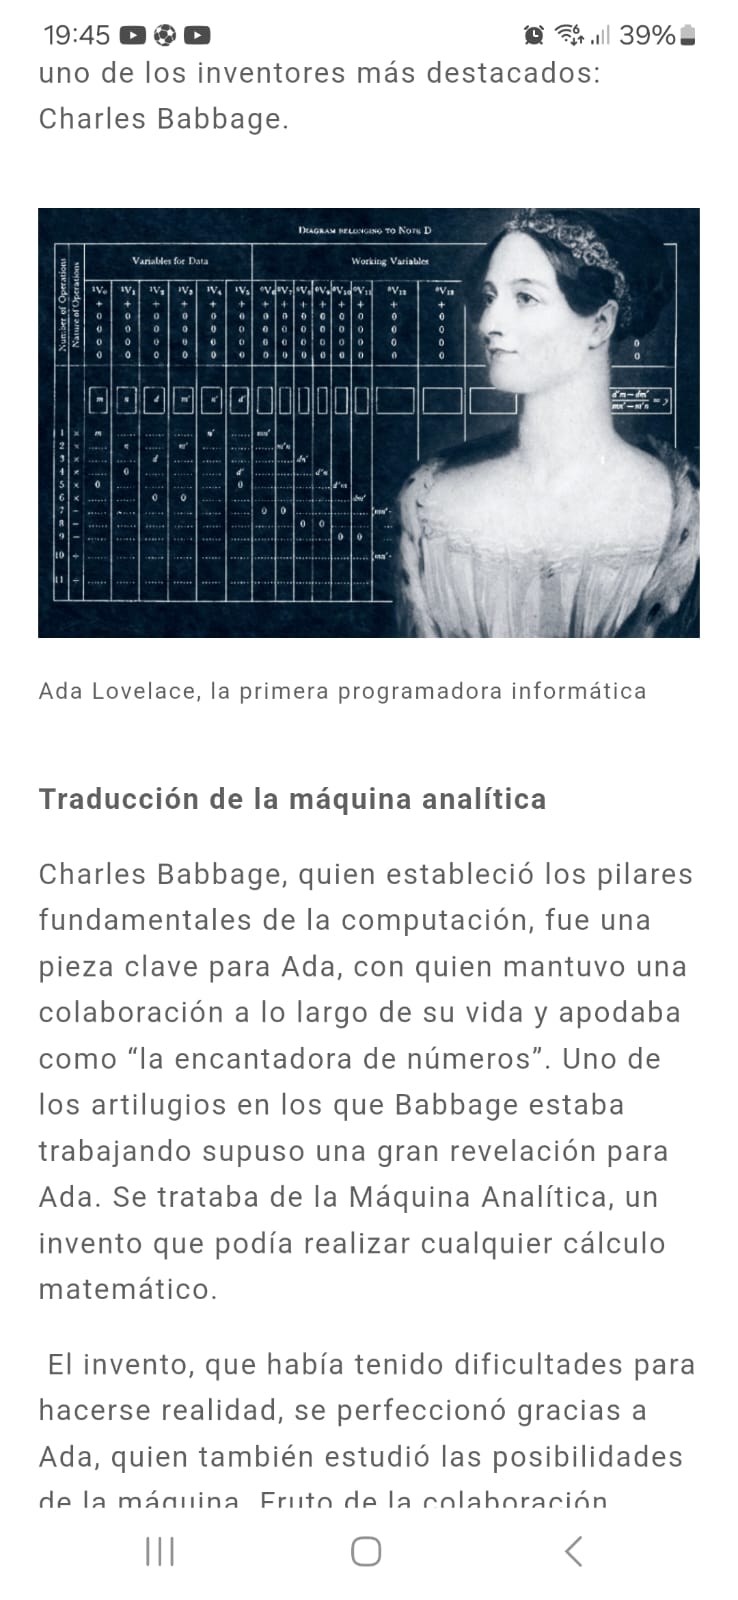 19:45
39%
uno de los inventores más destacados:
Charles Babbage.
DIAGRAM BELONGING TO NOTE D
Variables for Data
Working Variables
Number of Operations
Nature of Operations
Ada Lovelace, la primera programadora informática
Traducción de la máquina analítica
Charles Babbage, quien estableció los pilares
fundamentales de la computación, fue una
pieza clave para Ada, con quien mantuvo una
colaboración a lo largo de su vida y apodaba
como “la encantadora de números”. Uno de
los artilugios en los que Babbage estaba
trabajando supuso una gran revelación para
Ada. Se trataba de la Máquina Analítica, un
invento que podía realizar cualquier cálculo
matemático.
El invento, que había tenido dificultades para
hacerse realidad, se perfeccionó gracias a
Ada, quien también estudió las posibilidades
de la máquina. Fruto de la colaboración